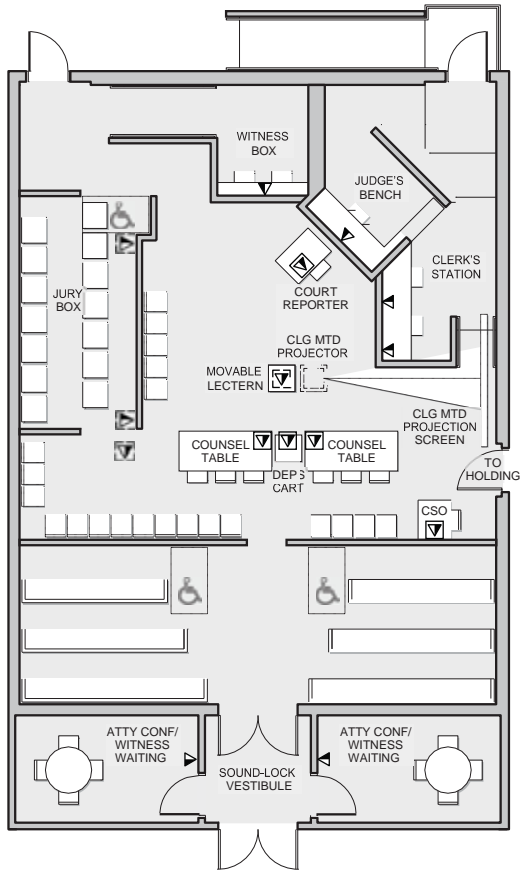 WITNESS
BOX
JUDGE'S
BENCH
CLERK'S
STATION
JURY
BOX
COURT
REPORTER
CLG MTD
PROJECTOR
MOVABLE
LECTERN
CLG MTD
PROJECTION
SCREEN
COUNSEL
TABLE
DEPS
CART
COUNSEL
TABLE
TO
HOLDING
CSO
ATTY CONF/
WITNESS
WAITING
ATTY CONF/
WITNESS
WAITING
SOUND-LOCK
VESTIBULE